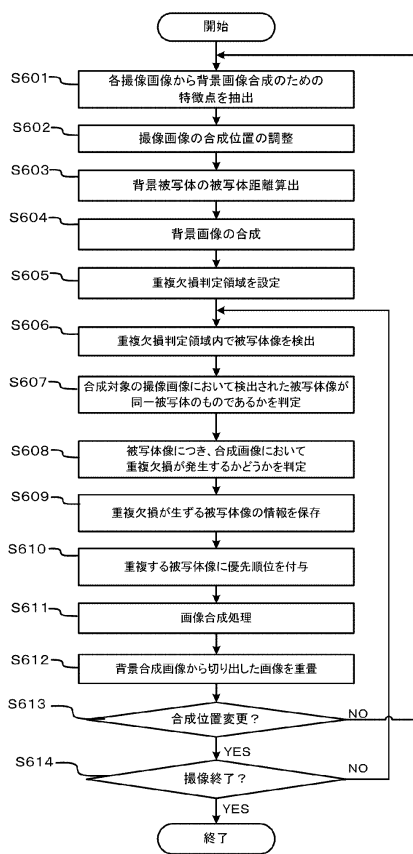 開始
S601
各撮像画像から背景画像合成のための
特徴点を抽出
S602
撮像画像の合成位置の調整
S603
背景被写体の被写体距離算出
S604
背景画像の合成
S605
重複欠損判定領域を設定
S606
重複欠損判定領域内で被写体像を検出
S607
合成対象の撮像画像において検出された被写体像が
同一被写体のものであるかを判定
S608
被写体像につき、合成画像において
重複欠損が発生するかどうかを判定
S609
重複欠損が生ずる被写体像の情報を保存
S610
重複する被写体像に優先順位を付与
S611
画像合成処理
S612
背景合成画像から切り出した画像を重畳
S613
合成位置変更？
NO
YES
S614
撮像終了？
NO
YES
終了